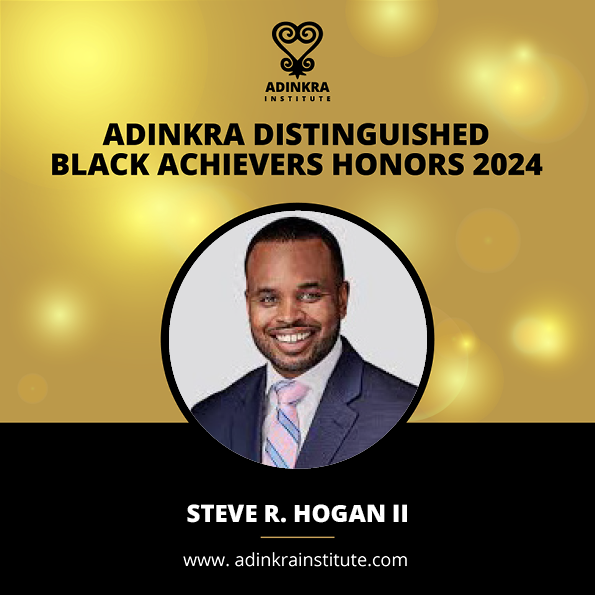 ADINKRA
INSTITUTE
ADINKRA DISTINGUISHED
BLACK ACHIEVERS HONORS 2024
STEVE R. HOGAN II
www. adinkrainstitute.com